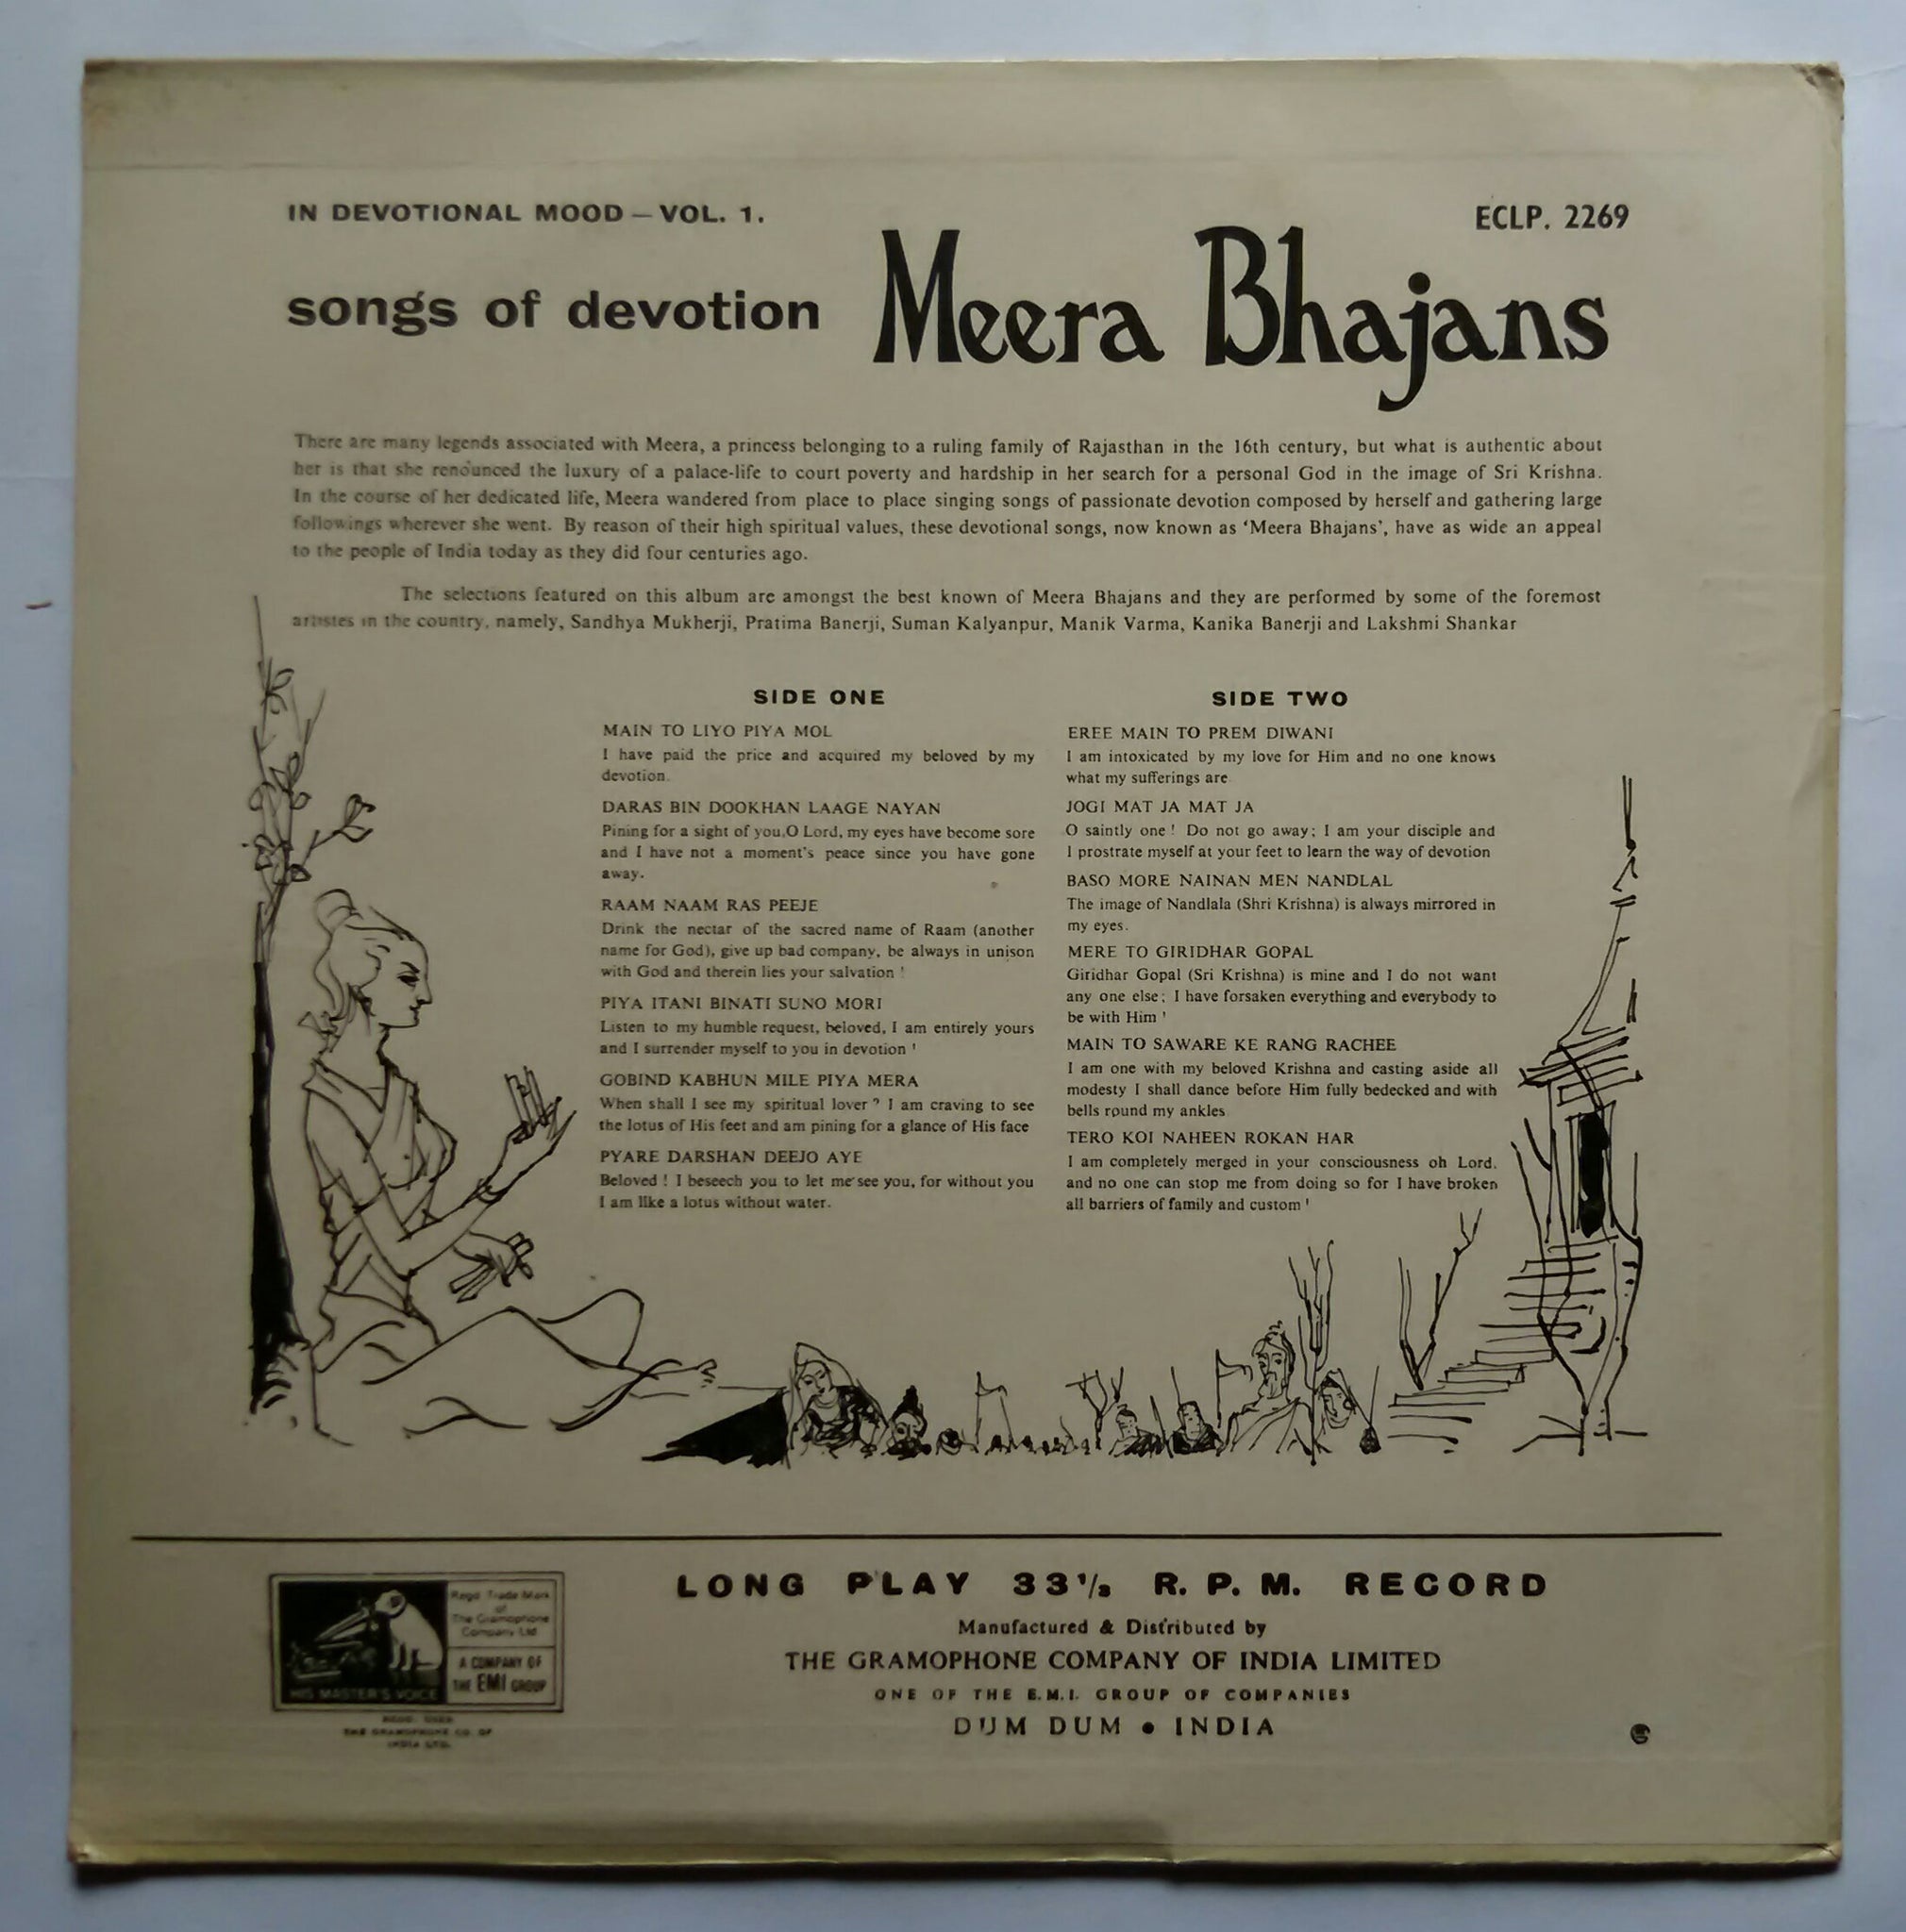 IN DEVOTIONAL MOOD — VOL. 1.
ECLP. 2269
songs of devotion Meera Bhajans
There are many legends associated with Meera, a princess belonging to a ruling family of Rajasthan in the 16th century, but what is authentic about
her is that she renounced the luxury of a palace-life to court poverty and hardship in her search for a personal God in the image of Sri Krishna.
In the course of her dedicated life, Meera wandered from place to place singing songs of passionate devotion composed by herself and gathering large
followings wherever she went. By reason of their high spiritual values, these devotional songs, now known as ‘Meera Bhajans’, have as wide an appeal
to the people of India today as they did four centuries ago.
The selections featured on this album are amongst the best known of Meera Bhajans and they are performed by some of the foremost
artistes in the country, namely, Sandhya Mukherji, Pratima Banerji, Suman Kalyanpur, Manik Varma, Kanika Banerji and Lakshmi Shankar
SIDE ONE
MAIN TO LIYO PIYA MOL
I have paid the price and acquired my beloved by my
devotion.
DARAS BIN DOOKHAN LAAGE NAYAN
Pining for a sight of you,O Lord, my eyes have become sore
and I have not a moment's peace since you have gone
away.
RAAM NAAM RAS PEEJE
Drink the nectar of the sacred name of Raam (another
name for God), give up bad company, be always in unison
with God and therein lies your salvation !
PIYA ITANI BINATI SUNO MORI
Listen to my humble request, beloved, I am entirely yours
and I surrender myself to you in devotion !
GOBIND KABHUN MILE PIYA MERA
When shall I see my spiritual lover ? I am craving to see
the lotus of His feet and am pining for a glance of His face
PYARE DARSHAN DEEJO AYE
Beloved ! I beseech you to let me see you, for without you
I am like a lotus without water.
SIDE TWO
EREE MAIN TO PREM DIWANI
I am intoxicated by my love for Him and no one knows
what my sufferings are
JOGI MAT JA MAT JA
O saintly one ! Do not go away; I am your disciple and
I prostrate myself at your feet to learn the way of devotion
BASO MORE NAINAN MEN NANDLAL
The image of Nandlala (Shri Krishna) is always mirrored in
my eyes.
MERE TO GIRIDHAR GOPAL
Giridhar Gopal (Sri Krishna) is mine and I do not want
any one else; I have forsaken everything and everybody to
be with Him !
MAIN TO SAWARE KE RANG RACHEE
I am one with my beloved Krishna and casting aside all
modesty I shall dance before Him fully bedecked and with
bells round my ankles
TERO KOI NAHEEN ROKAN HAR
I am completely merged in your consciousness oh Lord,
and no one can stop me from doing so for I have broken
all barriers of family and custom !
LONG PLAY 33⅓ R. P. M. RECORD
Manufactured & Distributed by
THE GRAMOPHONE COMPANY OF INDIA LIMITED
ONE OF THE E.M.I. GROUP OF COMPANIES
DUM DUM • INDIA
Regd. Trade Mark
of
The Gramophone
Company Ltd
A COMPANY OF
THE EMI GROUP
HIS MASTER'S VOICE
REGD. USER
THE GRAMOPHONE CO. OF
INDIA LTD.